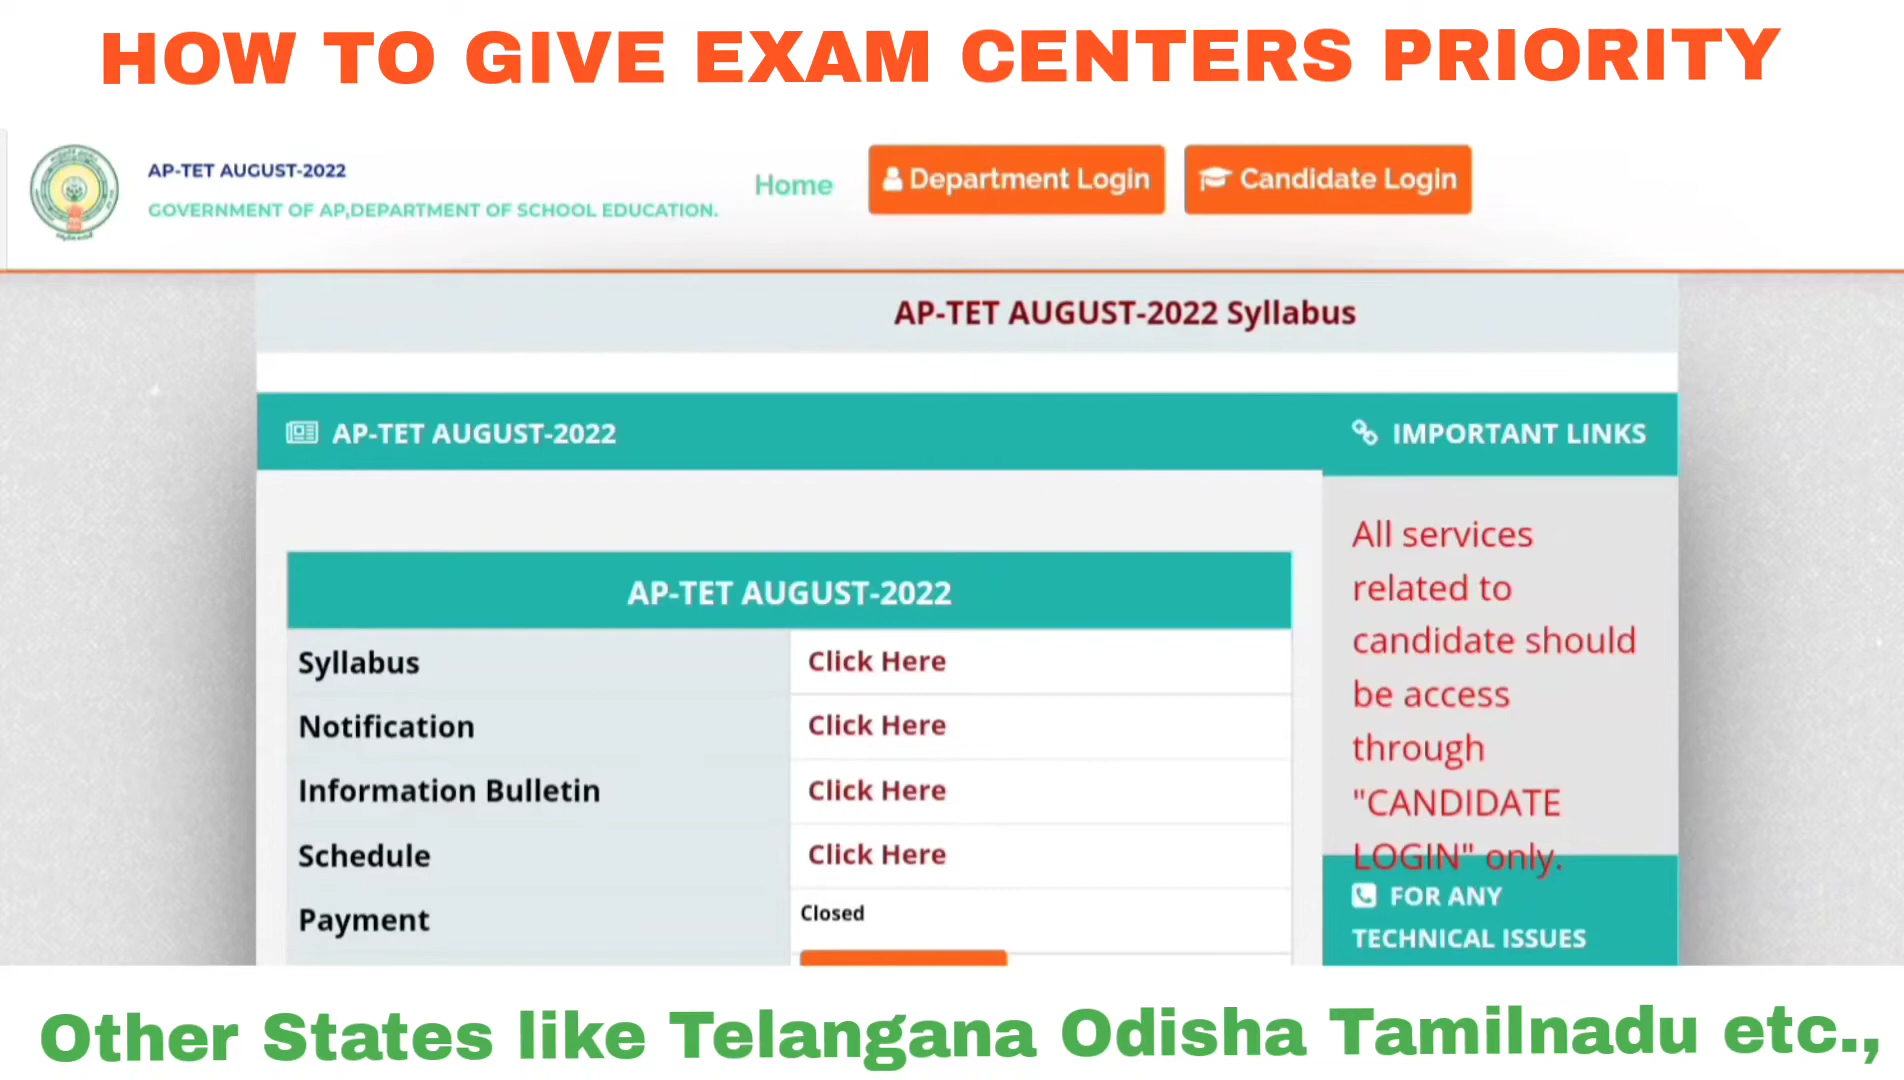 HOW TO GIVE EXAM CENTERS PRIORITY
AP-TET AUGUST-2022
GOVERNMENT OF AP,DEPARTMENT OF SCHOOL EDUCATION.
Home
Department Login
Candidate Login
AP-TET AUGUST-2022 Syllabus
AP-TET AUGUST-2022
IMPORTANT LINKS
AP-TET AUGUST-2022
Syllabus Click Here
Notification Click Here
Information Bulletin Click Here
Schedule Click Here
Payment Closed
All services
related to
candidate should
be access
through
"CANDIDATE
LOGIN" only.
FOR ANY
TECHNICAL ISSUES
Other States like Telangana Odisha Tamilnadu etc.,